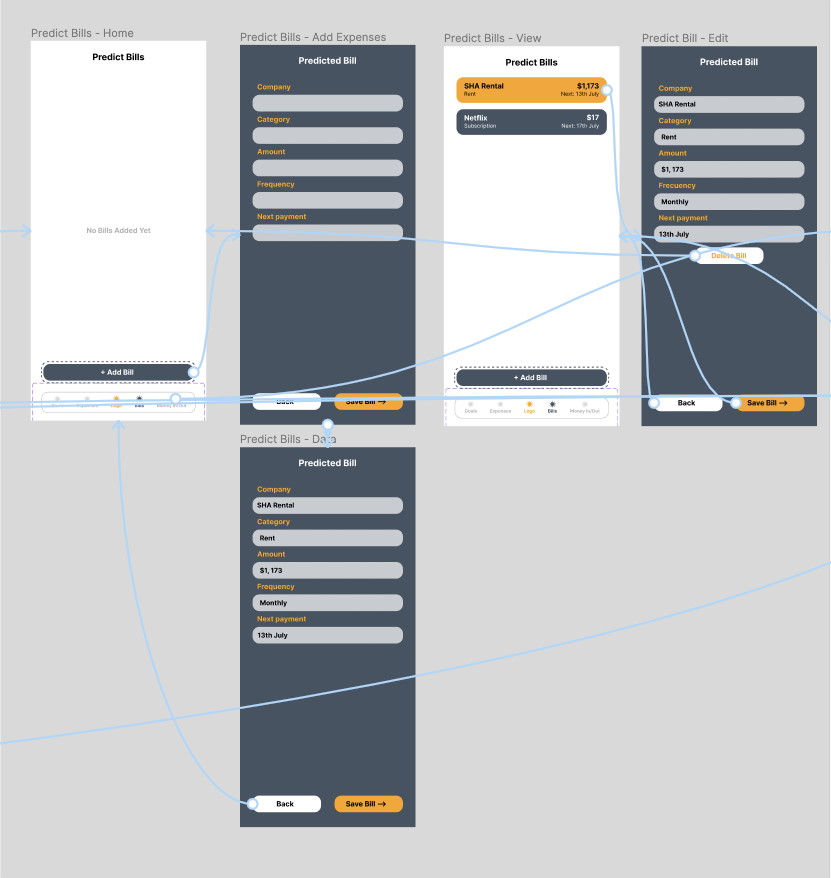 Predict Bills - Home
Predict Bills
No Bills Added Yet
+ Add Bill
Goals Expenses Logo Bills Money In/Out
Predict Bills - Add Expenses
Predicted Bill
Company
Category
Amount
Frequency
Next payment
Back
Save Bill →
Predict Bills - View
Predict Bills
SHA Rental $1,173
Rent Next: 13th July
Netflix $17
Subscription Next: 17th July
+ Add Bill
Goals Expenses Logo Bills Money In/Out
Predict Bill - Edit
Predicted Bill
Company
SHA Rental
Category
Rent
Amount
$1, 173
Frecuency
Monthly
Next payment
13th July
Delete Bill
Back
Save Bill →
Predict Bills - Data
Predicted Bill
Company
SHA Rental
Category
Rent
Amount
$1, 173
Frequency
Monthly
Next payment
13th July
Back
Save Bill →